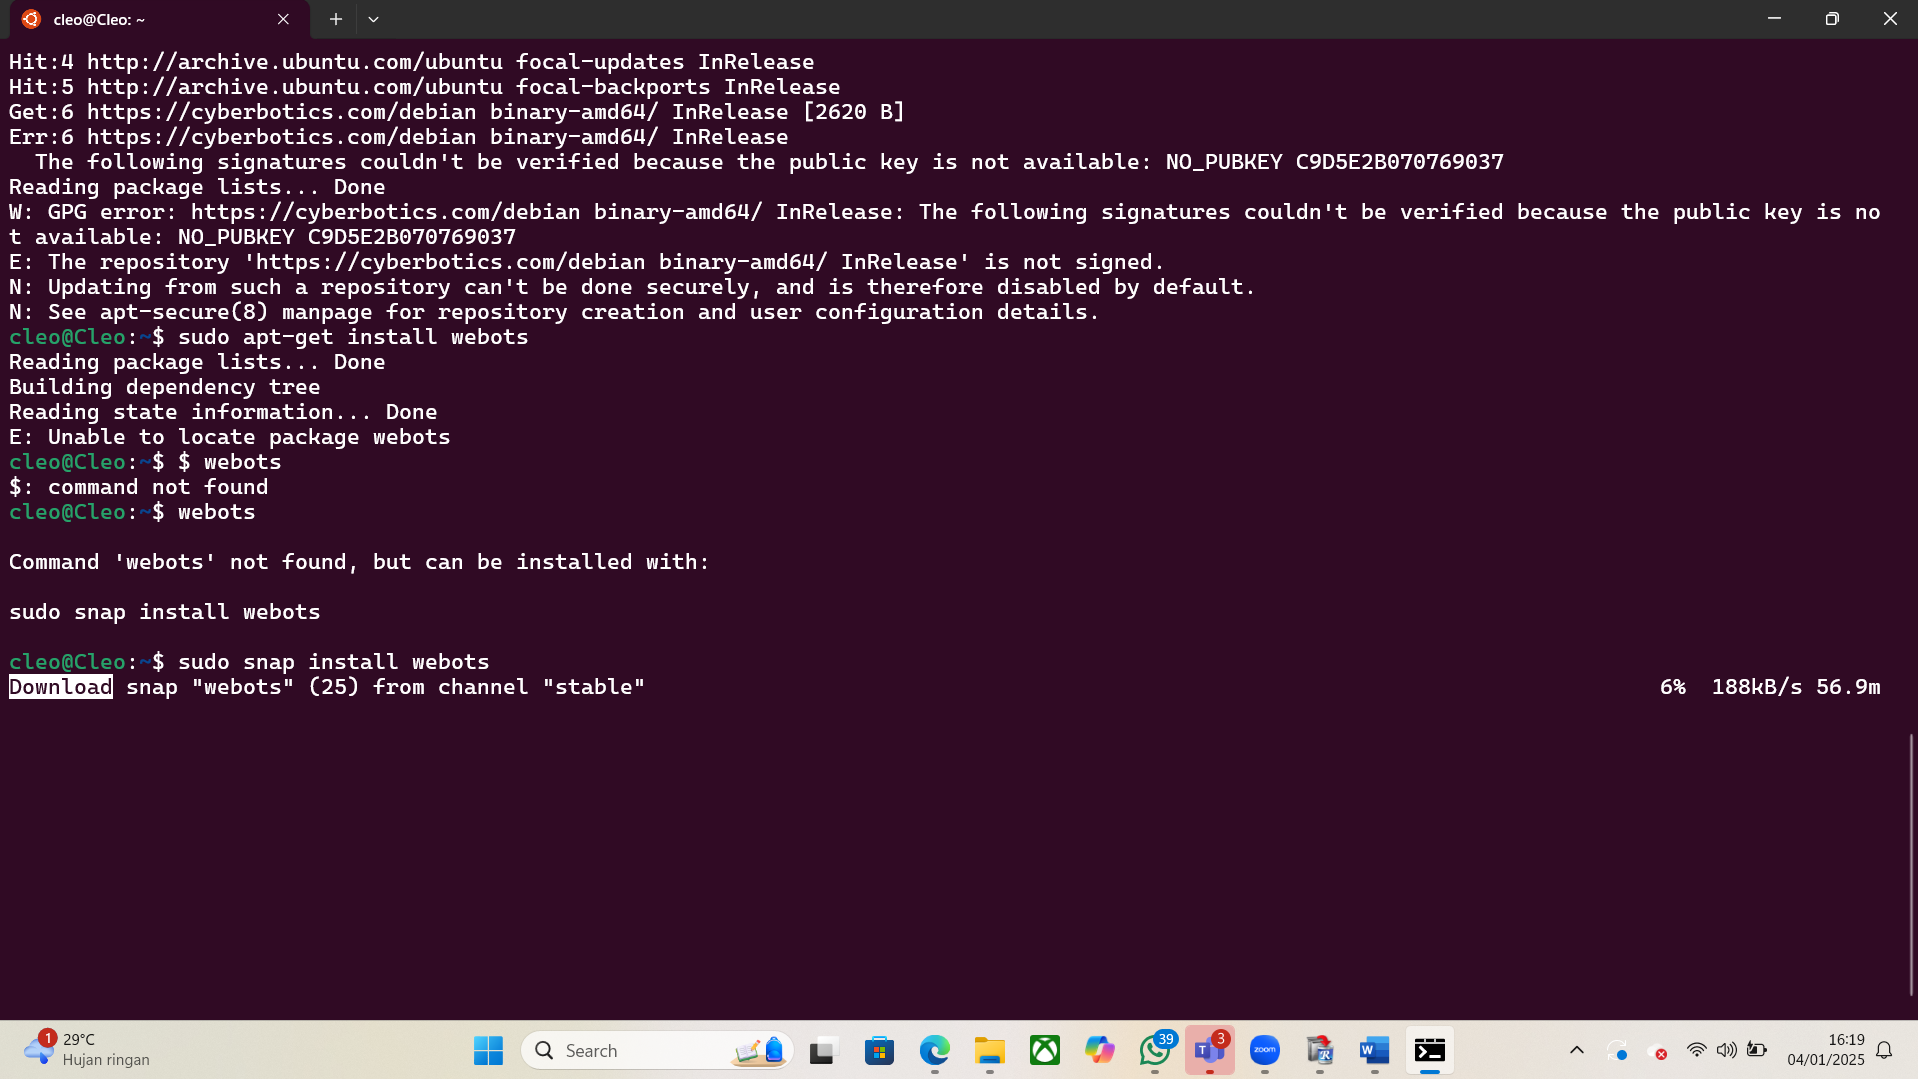 cleo@Cleo: ~
Hit:4 http://archive.ubuntu.com/ubuntu focal-updates InRelease
Hit:5 http://archive.ubuntu.com/ubuntu focal-backports InRelease
Get:6 https://cyberbotics.com/debian binary-amd64/ InRelease [2620 B]
Err:6 https://cyberbotics.com/debian binary-amd64/ InRelease
  The following signatures couldn't be verified because the public key is not available: NO_PUBKEY C9D5E2B070769037
Reading package lists... Done
W: GPG error: https://cyberbotics.com/debian binary-amd64/ InRelease: The following signatures couldn't be verified because the public key is no
t available: NO_PUBKEY C9D5E2B070769037
E: The repository 'https://cyberbotics.com/debian binary-amd64/ InRelease' is not signed.
N: Updating from such a repository can't be done securely, and is therefore disabled by default.
N: See apt-secure(8) manpage for repository creation and user configuration details.
cleo@Cleo:~$ sudo apt-get install webots
Reading package lists... Done
Building dependency tree
Reading state information... Done
E: Unable to locate package webots
cleo@Cleo:~$ $ webots
$: command not found
cleo@Cleo:~$ webots
Command 'webots' not found, but can be installed with:
sudo snap install webots
cleo@Cleo:~$ sudo snap install webots
Download snap "webots" (25) from channel "stable" 6% 188kB/s 56.9m
1
29°C
Hujan ringan
Search
39
T
3
zoom
R
W
16:19
04/01/2025